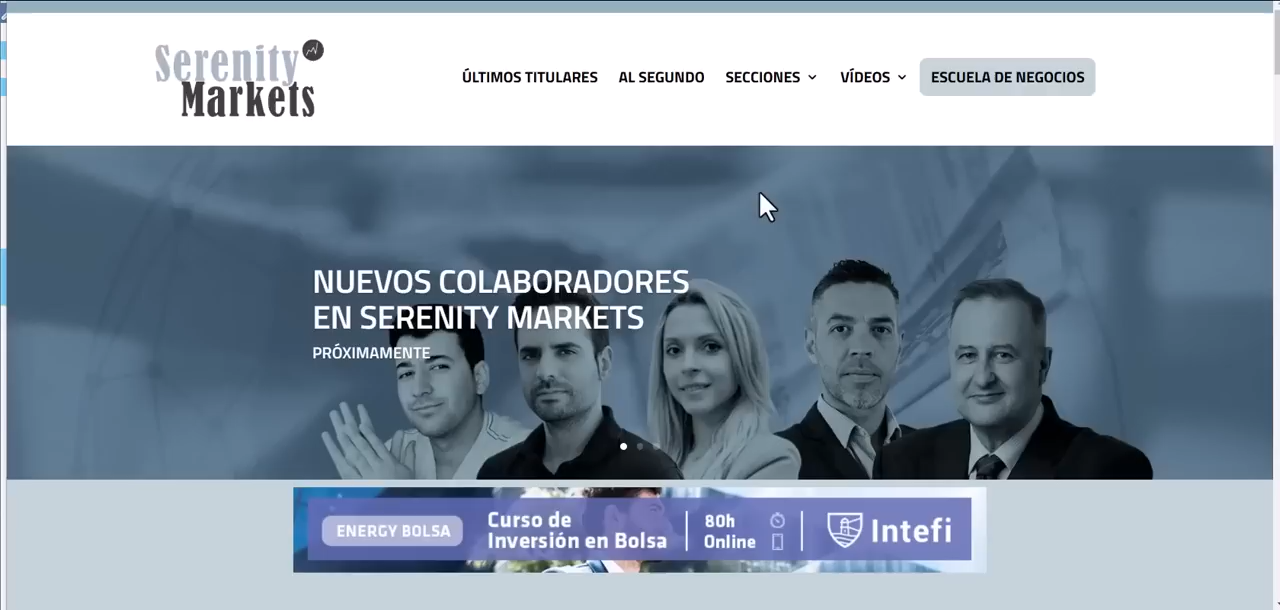 Serenity
Markets
ÚLTIMOS TITULARES
AL SEGUNDO
SECCIONES
VÍDEOS
ESCUELA DE NEGOCIOS
NUEVOS COLABORADORES
EN SERENITY MARKETS
PRÓXIMAMENTE
ENERGY BOLSA
Curso de
Inversión en Bolsa
80h
Online
Intefi